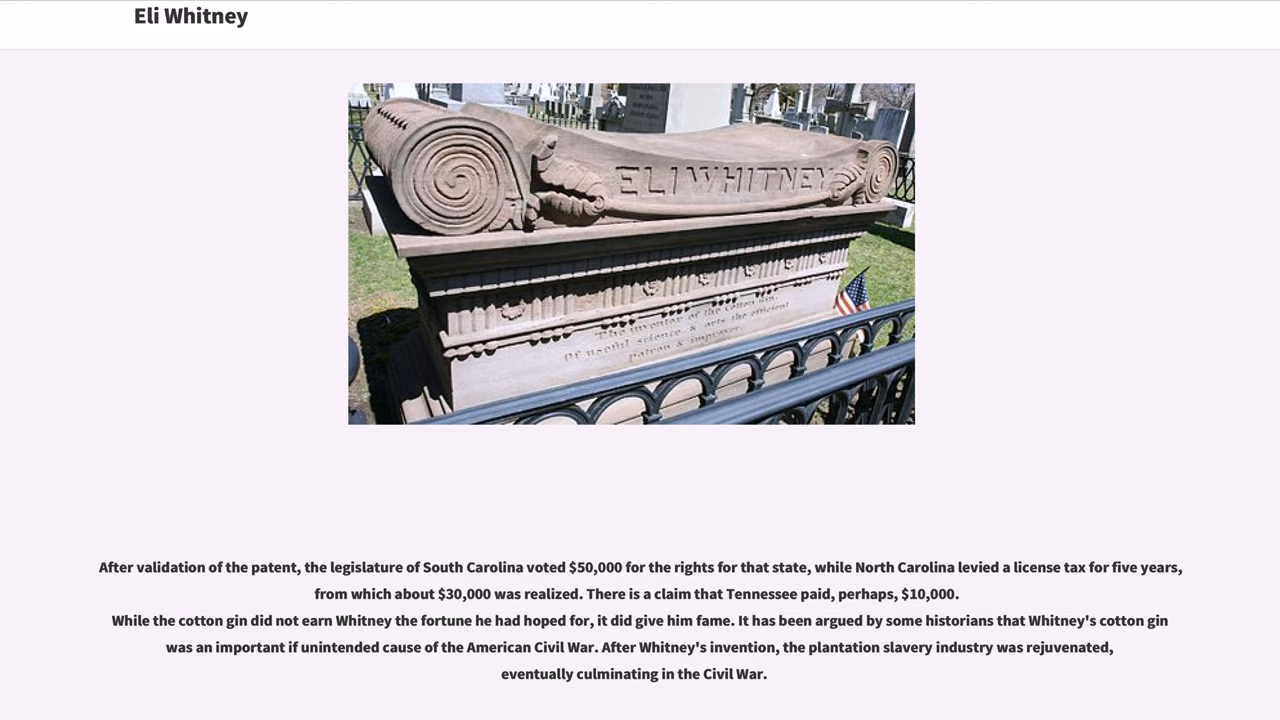 Eli Whitney
ELI WHITNEY
The inventor of the Cotton Gin.
Of useful science & arts the efficient
patron & improver.
After validation of the patent, the legislature of South Carolina voted $50,000 for the rights for that state, while North Carolina levied a license tax for five years,
from which about $30,000 was realized. There is a claim that Tennessee paid, perhaps, $10,000.
While the cotton gin did not earn Whitney the fortune he had hoped for, it did give him fame. It has been argued by some historians that Whitney's cotton gin
was an important if unintended cause of the American Civil War. After Whitney's invention, the plantation slavery industry was rejuvenated,
eventually culminating in the Civil War.